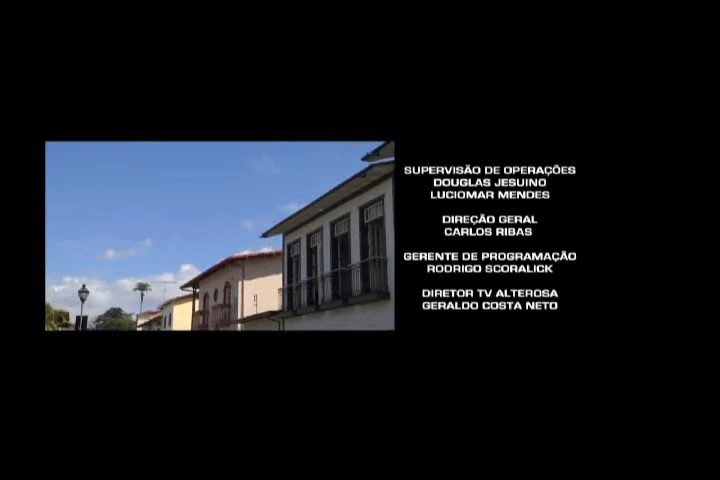 SUPERVISÃO DE OPERAÇÕES
DOUGLAS JESUINO
LUCIOMAR MENDES
DIREÇÃO GERAL
CARLOS RIBAS
GERENTE DE PROGRAMAÇÃO
RODRIGO SCORALICK
DIRETOR TV ALTEROSA
GERALDO COSTA NETO